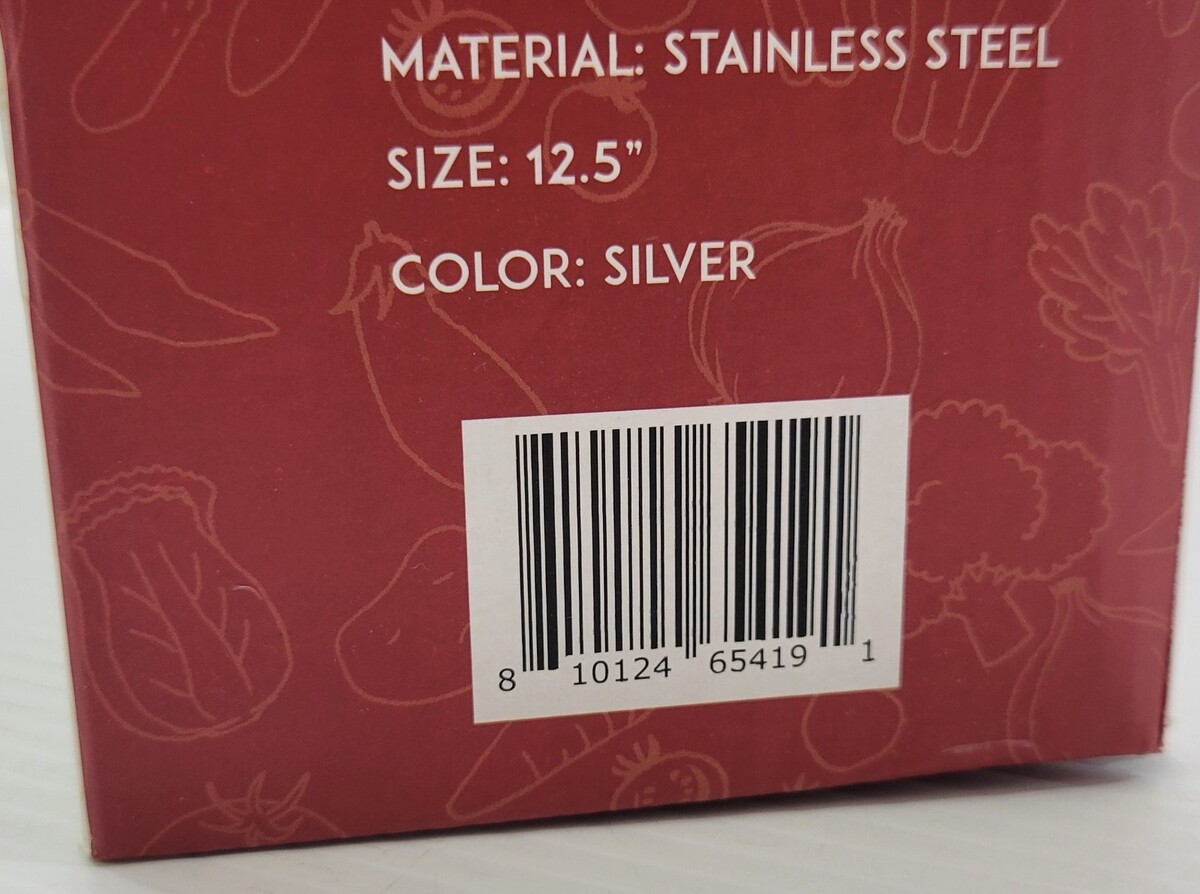 MATERIAL: STAINLESS STEEL
SIZE: 12.5”
COLOR: SILVER
8 10124 65419 1